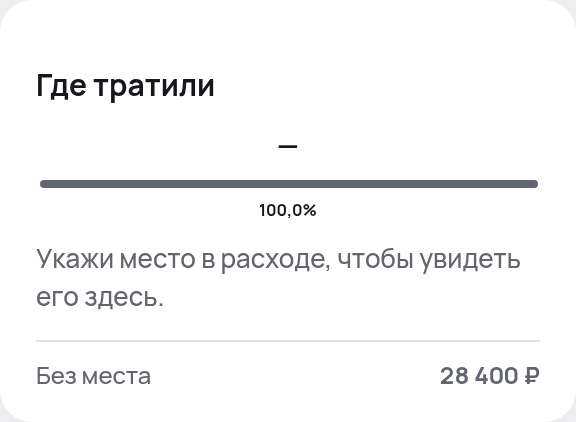 Где тратили
—
100,0%
Укажи место в расходе, чтобы увидеть
его здесь.
Без места 28 400 ₽